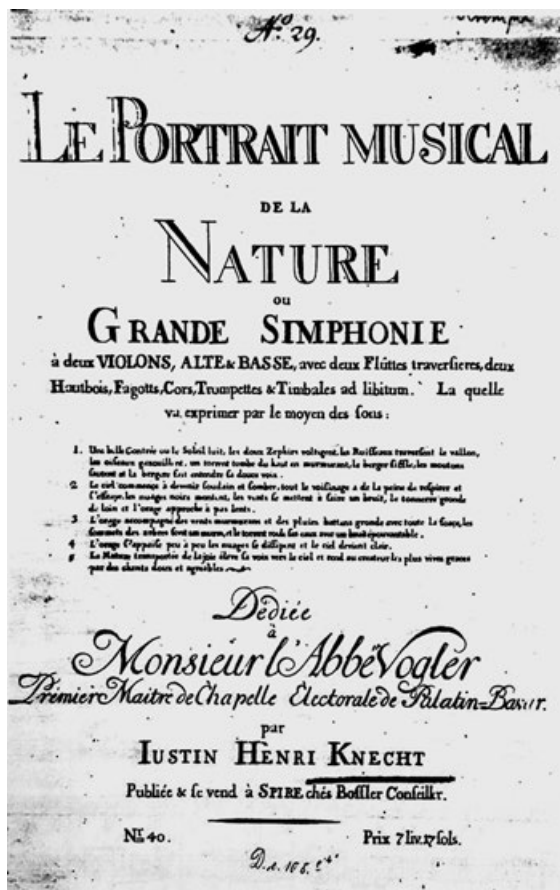 No. 29.
LE PORTRAIT MUSICAL
DE LA
NATURE
ou
GRANDE SIMPHONIE
à deux VIOLONS, ALTE & BASSE, avec deux Flûttes traversieres, deux
Hautbois, Fagotts, Cors, Trumpettes & Timbales ad libitum. La quelle
va exprimer par le moyen des sons:
1. Une belle Contrée ou le Soleil luit, les doux Zephirs voltigent, les Ruisseaux traversent le vallon,
les oiseaux gazouillent, un torrent tombe du haut en murmurant, le berger siffle, les moutons
sautent et la bergere fait entendre sa douce voix.
2. Le ciel commence à devenir soudain et sombre, tout le voisinage a de la peine de respirer et
s'effraye, les nuages noirs montent, les vents se mettent à faire un bruit, le tonnerre gronde
de loin et l'orage approche à pas lents.
3. L'orage accompagné des vents murmurans et des pluies battans gronde avec toute la force, les
sommets des arbres font un murm, et le torrent roule ses eaux avec un bruit épouvantable.
4. L'orage s'appaise peu à peu les nuages se dissipent et le ciel devient clair.
5. La Nature transportée de la joie éleve sa voix vers le ciel et rend au createur les plus vives graces
par des chants doux et agreables
Dédiée
à
Monsieur l'Abbé Vogler
Prémier Maitre de Chapelle Électorale de Palatin=Bavar.
par
IUSTIN HENRI KNECHT
Publiée & se vend à SPIRE chés Bossler Conseillr.
Nro. 40. Prix 7 liv. 17 sols.